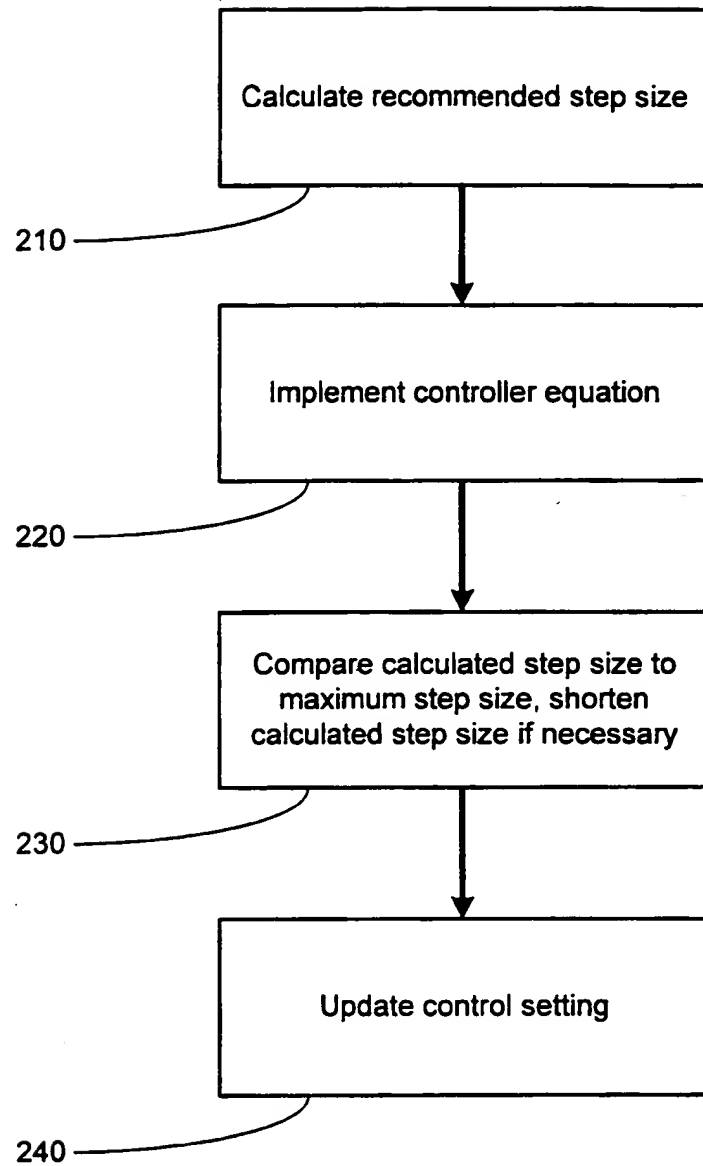 Calculate recommended step size
210
Implement controller equation
220
Compare calculated step size to
maximum step size, shorten
calculated step size if necessary
230
Update control setting
240